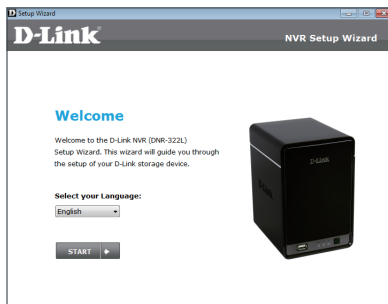 Setup Wizard
D-Link
NVR Setup Wizard
Welcome
Welcome to the D-Link NVR (DNR-322L)
Setup Wizard. This wizard will guide you through
the setup of your D-Link storage device.
Select your Language:
English
START
D-Link
D-Link